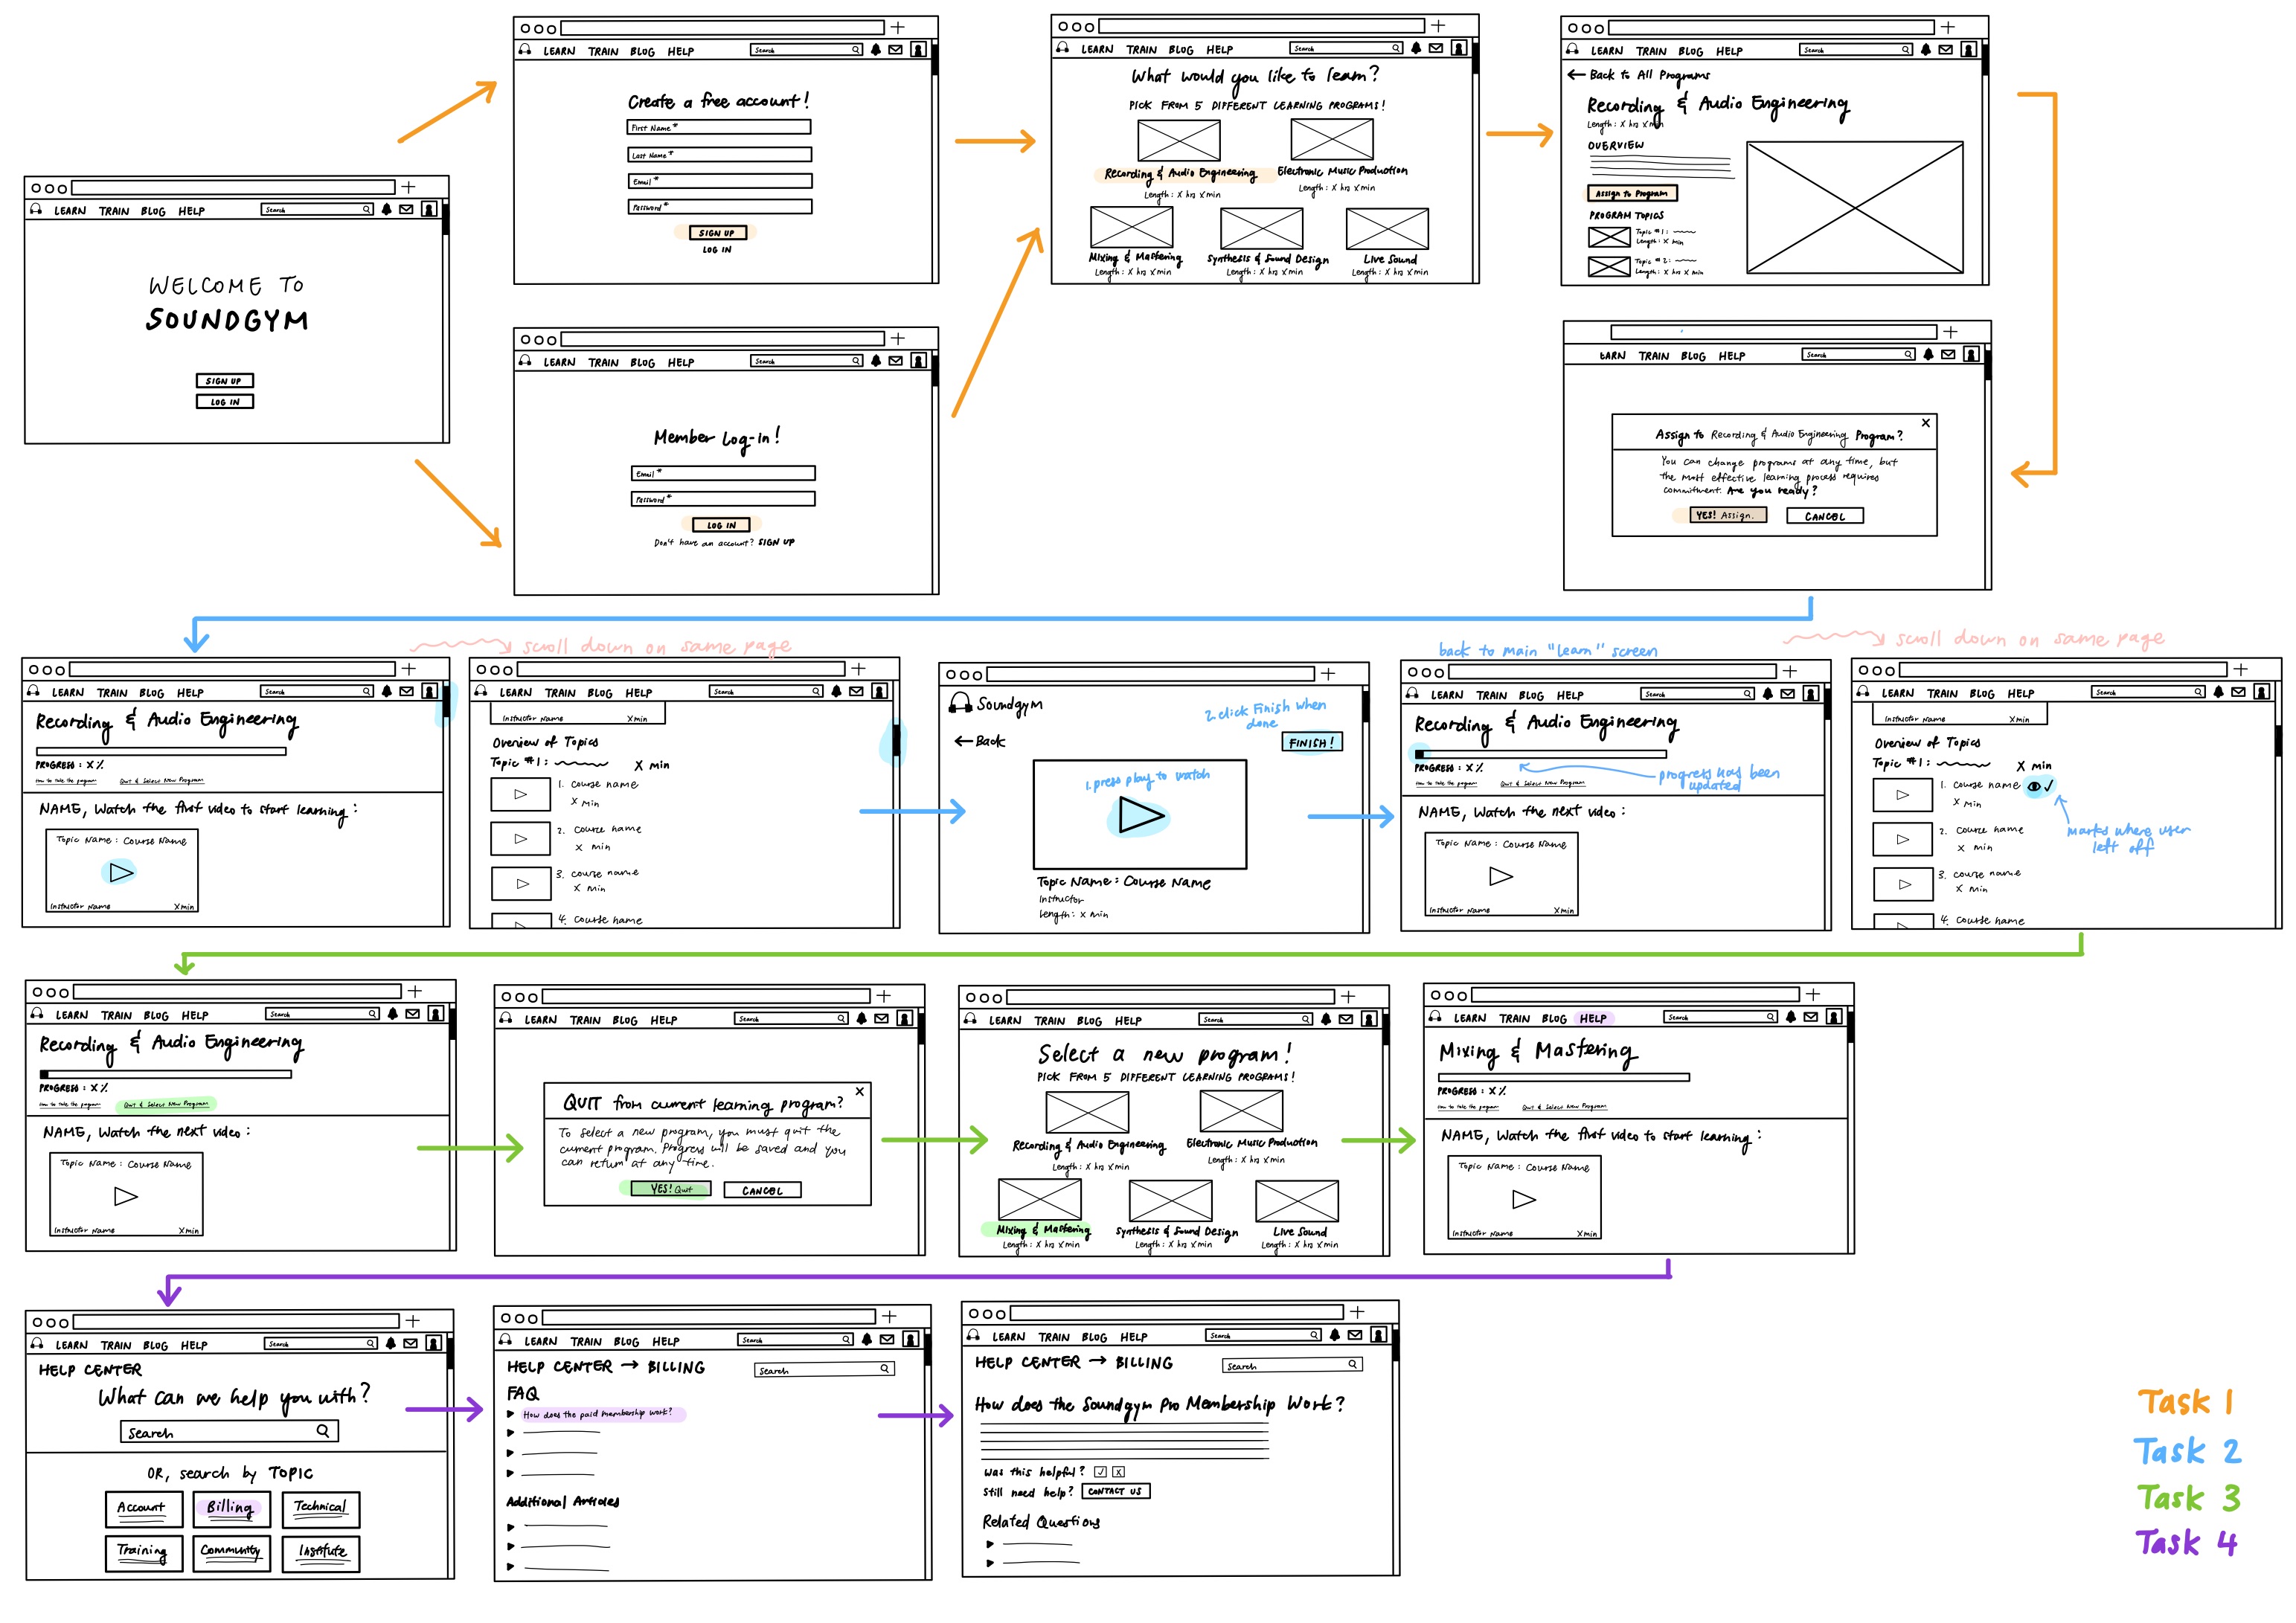 LEARN TRAIN BLOG HELP Search
WELCOME TO
SOUNDGYM
SIGN UP
LOG IN
LEARN TRAIN BLOG HELP Search
Create a free account!
First Name *
Last Name *
Email *
Password *
SIGN UP
LOG IN
LEARN TRAIN BLOG HELP Search
Member Log-in!
Email *
Password *
LOG IN
Don't have an account? SIGN UP
LEARN TRAIN BLOG HELP Search
What would you like to learn?
PICK FROM 5 DIFFERENT LEARNING PROGRAMS!
Recording & Audio Engineering Electronic Music Production
Length: X hrs X min Length: X hrs X min
Mixing & Mastering Synthesis & Sound Design Live Sound
Length: X hrs X min Length: X hrs X min Length: X hrs X min
LEARN TRAIN BLOG HELP Search
← Back to All Programs
Recording & Audio Engineering
Length: X hrs X min
OVERVIEW
Assign to Program
PROGRAM TOPICS
Topic #1:
Length: X min
Topic #2:
Length: X hrs X min
EARN TRAIN BLOG HELP Search
X
Assign to Recording & Audio Engineering Program?
You can change programs at any time, but
the most effective learning process requires
commitment. Are you ready?
YES! Assign. CANCEL
LEARN TRAIN BLOG HELP Search
Recording & Audio Engineering
PROGRESS: X %
How to take the program Quit & Select New Program
NAME, Watch the first video to start learning:
Topic Name: Course Name
Instructor Name X min
scroll down on same page
LEARN TRAIN BLOG HELP Search
Instructor Name X min
Overview of Topics
Topic #1: X min
1. Course name
X min
2. Course name
X min
3. Course name
X min
4. Course name
Soundgym
← Back
2. click Finish when
done
FINISH!
1. press play to watch
Topic Name: Course Name
Instructor
Length: X min
back to main "learn" screen
LEARN TRAIN BLOG HELP Search
Recording & Audio Engineering
PROGRESS: X %
progress has been
updated
How to take the program Quit & Select New Program
NAME, Watch the next video:
Topic Name: Course Name
Instructor Name X min
scroll down on same page
LEARN TRAIN BLOG HELP Search
Instructor Name X min
Overview of Topics
Topic #1: X min
1. Course name
X min
2. Course name
X min
marks where user
left off
3. Course name
X min
4. Course name
LEARN TRAIN BLOG HELP Search
Recording & Audio Engineering
PROGRESS: X %
How to take the program Quit & Select New Program
NAME, Watch the next video:
Topic Name: Course Name
Instructor Name X min
LEARN TRAIN BLOG HELP Search
X
QUIT from current learning program?
To select a new program, you must quit the
current program. Progress will be saved and you
can return at any time.
YES! Quit CANCEL
LEARN TRAIN BLOG HELP Search
Select a new program!
PICK FROM 5 DIFFERENT LEARNING PROGRAMS!
Recording & Audio Engineering Electronic Music Production
Length: X hrs X min Length: X hrs X min
Mixing & Mastering Synthesis & Sound Design Live Sound
Length: X hrs X min Length: X hrs X min Length: X hrs X min
LEARN TRAIN BLOG HELP Search
Mixing & Mastering
PROGRESS: X %
How to take the program Quit & Select New Program
NAME, Watch the first video to start learning:
Topic Name: Course Name
Instructor Name X min
LEARN TRAIN BLOG HELP Search
HELP CENTER
What can we help you with?
Search
OR, search by TOPIC
Account Billing Technical
Training Community Institute
LEARN TRAIN BLOG HELP Search
HELP CENTER → BILLING Search
FAQ
How does the paid membership work?
Additional Articles
LEARN TRAIN BLOG HELP Search
HELP CENTER → BILLING Search
How does the Soundgym Pro Membership Work?
Was this helpful? ✓ X
Still need help? CONTACT US
Related Questions
Task 1
Task 2
Task 3
Task 4